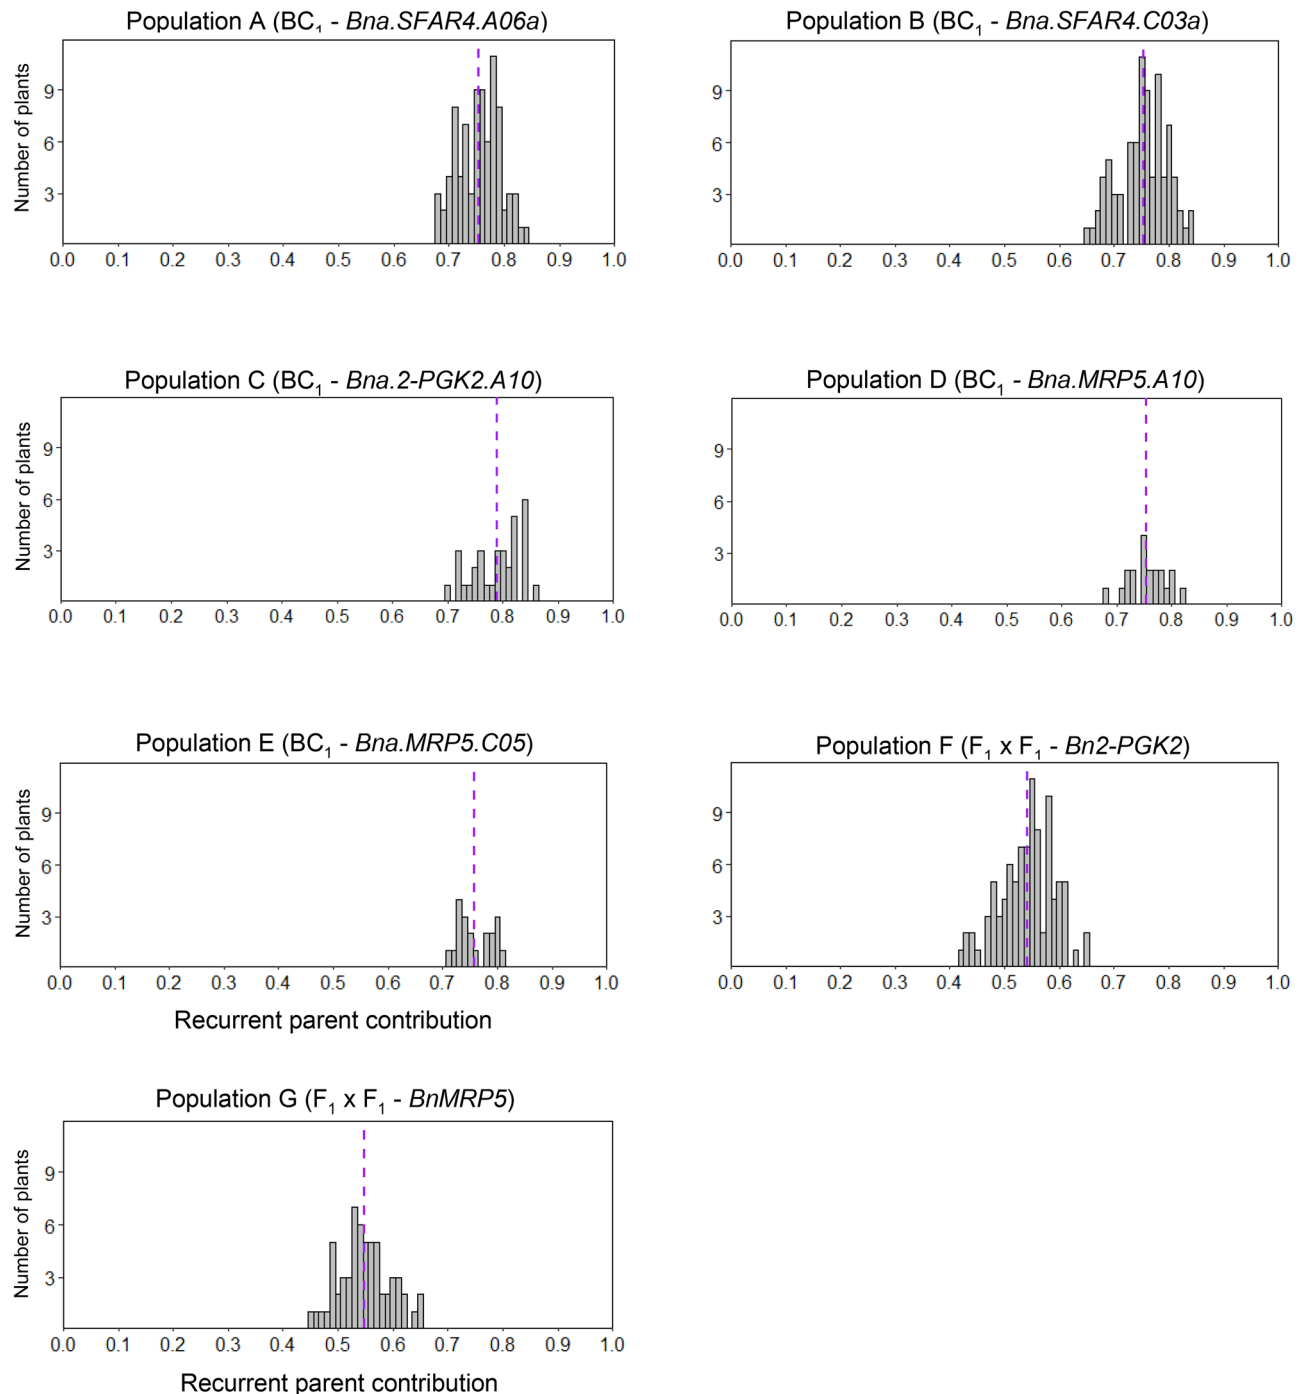 Population A (BC₁ - Bna.SFAR4.A06a)
Number of plants
9
6
3
0.0 0.1 0.2 0.3 0.4 0.5 0.6 0.7 0.8 0.9 1.0
Population B (BC₁ - Bna.SFAR4.C03a)
9
6
3
0.0 0.1 0.2 0.3 0.4 0.5 0.6 0.7 0.8 0.9 1.0
Population C (BC₁ - Bna.2-PGK2.A10)
Number of plants
9
6
3
0.0 0.1 0.2 0.3 0.4 0.5 0.6 0.7 0.8 0.9 1.0
Population D (BC₁ - Bna.MRP5.A10)
9
6
3
0.0 0.1 0.2 0.3 0.4 0.5 0.6 0.7 0.8 0.9 1.0
Population E (BC₁ - Bna.MRP5.C05)
Number of plants
9
6
3
0.0 0.1 0.2 0.3 0.4 0.5 0.6 0.7 0.8 0.9 1.0
Recurrent parent contribution
Population F (F₁ x F₁ - Bn2-PGK2)
9
6
3
0.0 0.1 0.2 0.3 0.4 0.5 0.6 0.7 0.8 0.9 1.0
Population G (F₁ x F₁ - BnMRP5)
Number of plants
9
6
3
0.0 0.1 0.2 0.3 0.4 0.5 0.6 0.7 0.8 0.9 1.0
Recurrent parent contribution